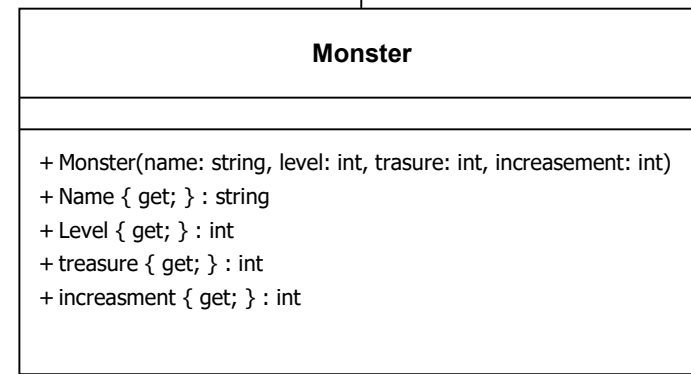 Monster
+ Monster(name: string, level: int, trasure: int, increasement: int)
+ Name { get; } : string
+ Level { get; } : int
+ treasure { get; } : int
+ increasment { get; } : int